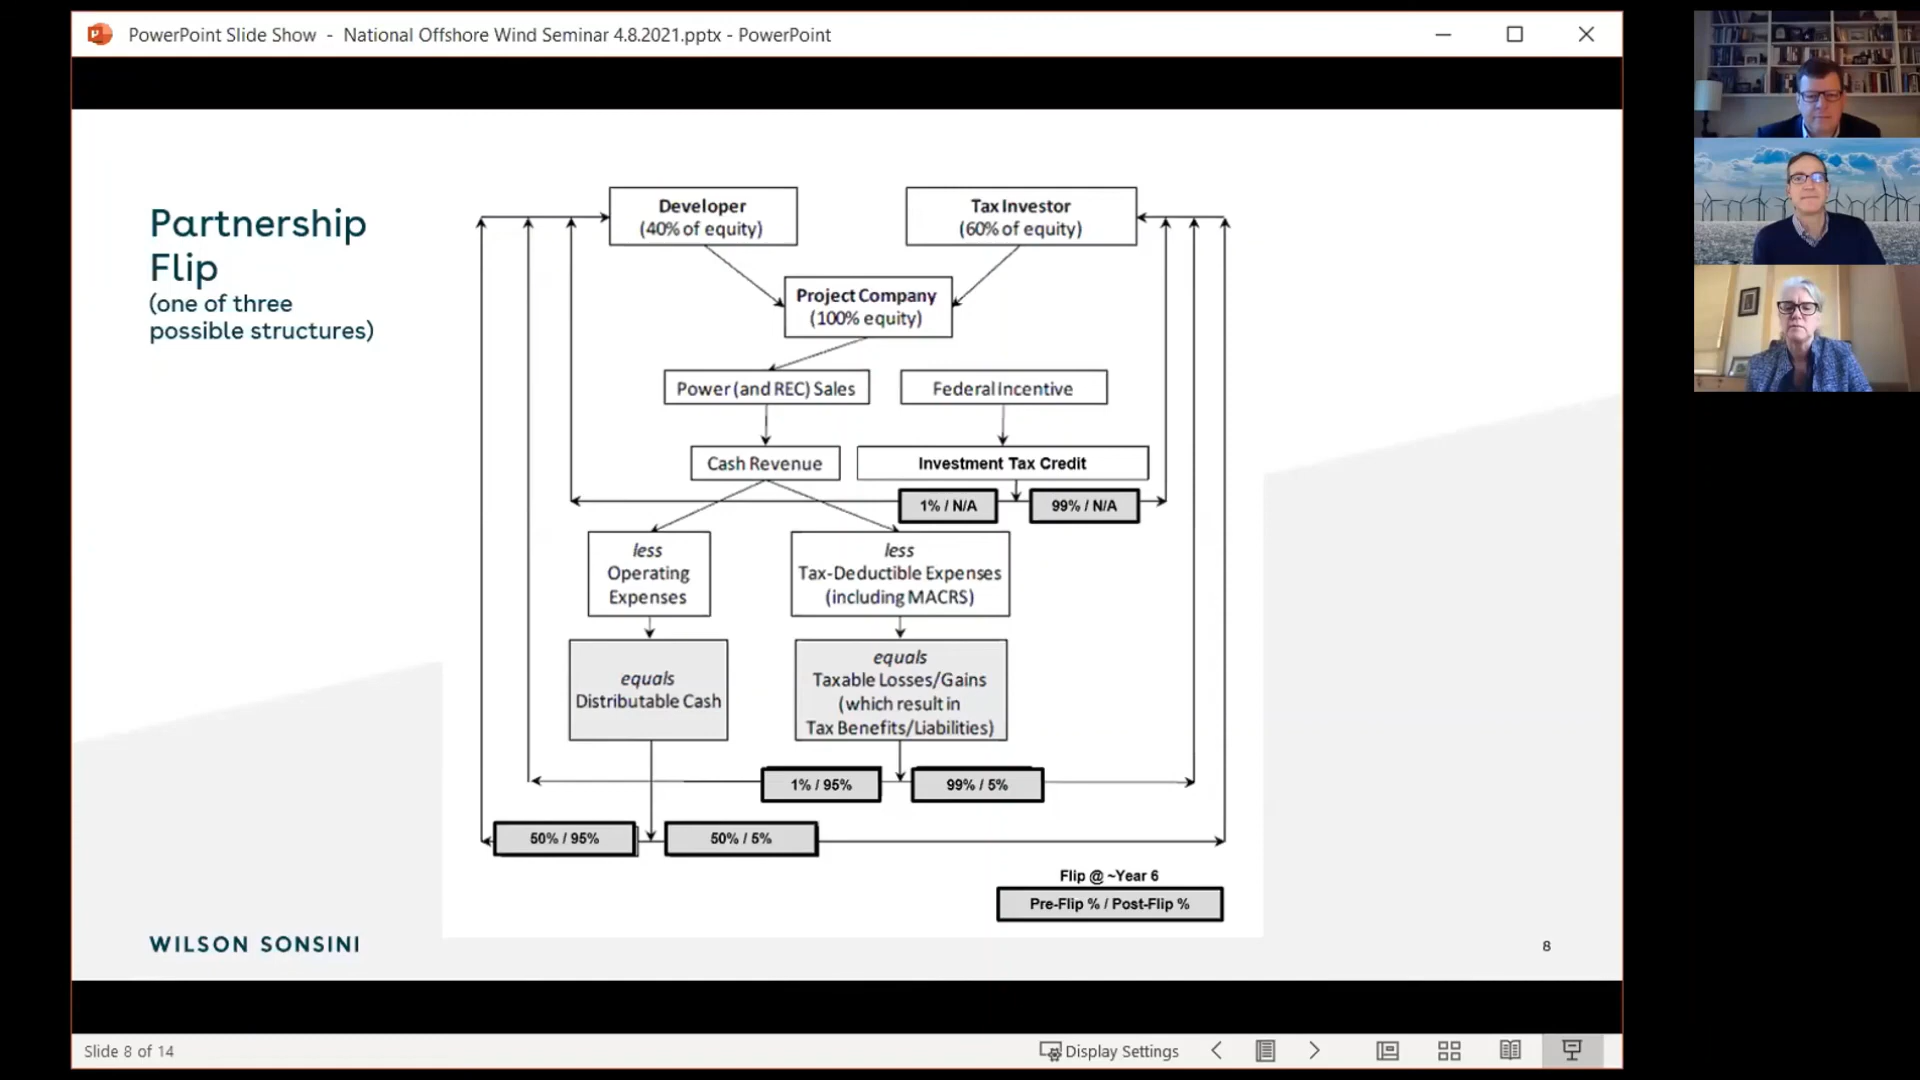 PowerPoint Slide Show - National Offshore Wind Seminar 4.8.2021.pptx - PowerPoint
Partnership
Flip
(one of three
possible structures)
Developer
(40% of equity)
Tax Investor
(60% of equity)
Project Company
(100% equity)
Power (and REC) Sales
Federal Incentive
Cash Revenue
Investment Tax Credit
1% / N/A
99% / N/A
less
Operating
Expenses
less
Tax-Deductible Expenses
(including MACRS)
equals
Distributable Cash
equals
Taxable Losses/Gains
(which result in
Tax Benefits/Liabilities)
1% / 95%
99% / 5%
50% / 95%
50% / 5%
Flip @ ~Year 6
Pre-Flip % / Post-Flip %
WILSON SONSINI
8
Slide 8 of 14
Display Settings